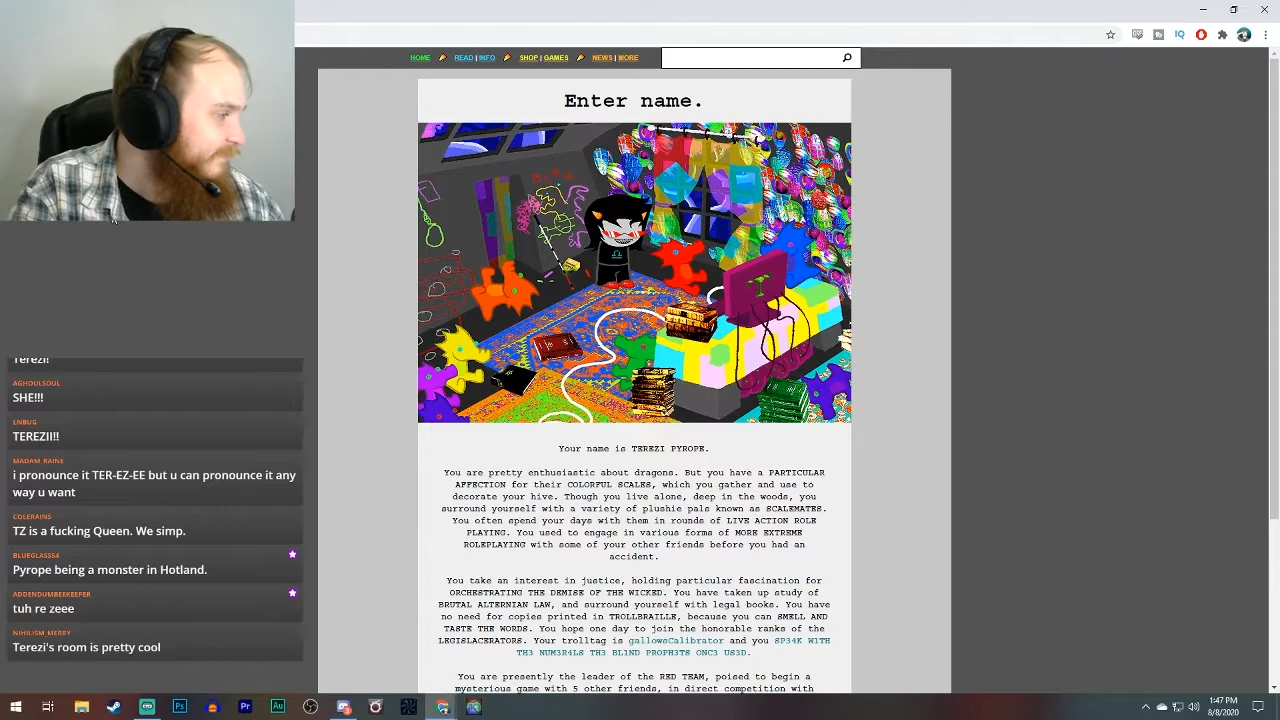 HOME READ | INFO SHOP | GAMES NEWS | MORE
Enter name.
Your name is TEREZI PYROPE.
You are pretty enthusiastic about dragons. But you have a PARTICULAR
AFFECTION for their COLORFUL SCALES, which you gather and use to
decorate your hive. Though you live alone, deep in the woods, you
surround yourself with a variety of plushie pals known as SCALEMATES.
You often spend your days with them in rounds of LIVE ACTION ROLE
PLAYING. You used to engage in various forms of MORE EXTREME
ROLEPLAYING with some of your other friends before you had an
accident.
You take an interest in justice, holding particular fascination for
ORCHESTRATING THE DEMISE OF THE WICKED. You have taken up study of
BRUTAL ALTERNIAN LAW, and surround yourself with legal books. You have
no need for copies printed in TROLLBRAILLE, because you can SMELL AND
TASTE THE WORDS. You hope one day to join the honorable ranks of the
LEGISLACERATORS. Your trolltag is gallowsCalibrator and you SP34K W1TH
TH3 NUM3R4LS TH3 BL1ND PROPH3TS ONC3 US3D.
You are presently the leader of the RED TEAM, poised to begin a
mysterious game with 5 other friends, in direct competition with
Terezi!
AGHOULSOUL
SHE!!!
LNBUG
TEREZII!!
MADAM_RAINE
i pronounce it TER-EZ-EE but u can pronounce it any
way u want
COLERAINS
TZ is a fucking Queen. We simp.
BLUEGLASS54
Pyrope being a monster in Hotland.
ADDENDUMBEEKEEPER
tuh re zeee
NIHILISM_MERRY
Terezi's room is pretty cool
1:47 PM
8/8/2020